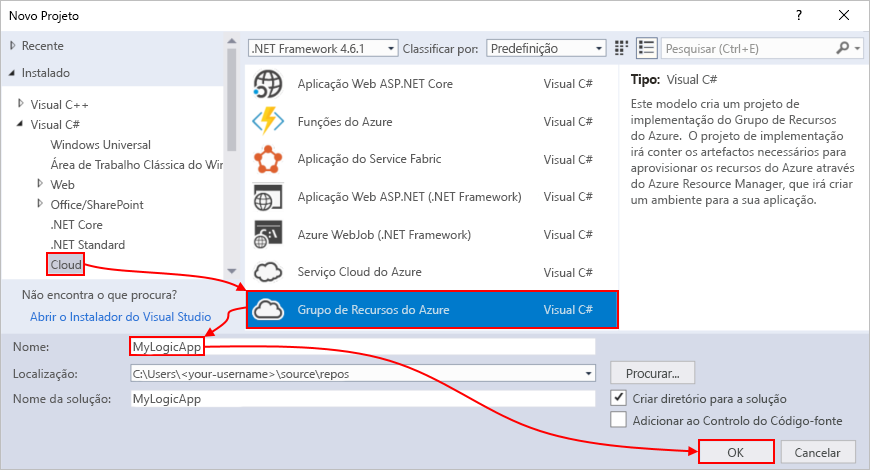 Novo Projeto
?
Recente
Instalado
Visual C++
Visual C#
Windows Universal
Área de Trabalho Clássica do Win
Web
Office/SharePoint
.NET Core
.NET Standard
Cloud
Não encontra o que procura?
Abrir o Instalador do Visual Studio
.NET Framework 4.6.1
Classificar por:
Predefinição
Pesquisar (Ctrl+E)
Aplicação Web ASP.NET Core Visual C#
Funções do Azure Visual C#
Aplicação do Service Fabric Visual C#
Aplicação Web ASP.NET (.NET Framework) Visual C#
Azure WebJob (.NET Framework) Visual C#
Serviço Cloud do Azure Visual C#
Grupo de Recursos do Azure Visual C#
Tipo: Visual C#
Este modelo cria um projeto de
implementação do Grupo de Recursos
do Azure. O projeto de implementação
irá conter os artefactos necessários para
aprovisionar os recursos do Azure através
do Azure Resource Manager, que irá criar
um ambiente para a sua aplicação.
Nome: MyLogicApp
Localização: C:\Users\<your-username>\source\repos
Procurar...
Nome da solução: MyLogicApp
Criar diretório para a solução
Adicionar ao Controlo do Código-fonte
OK
Cancelar